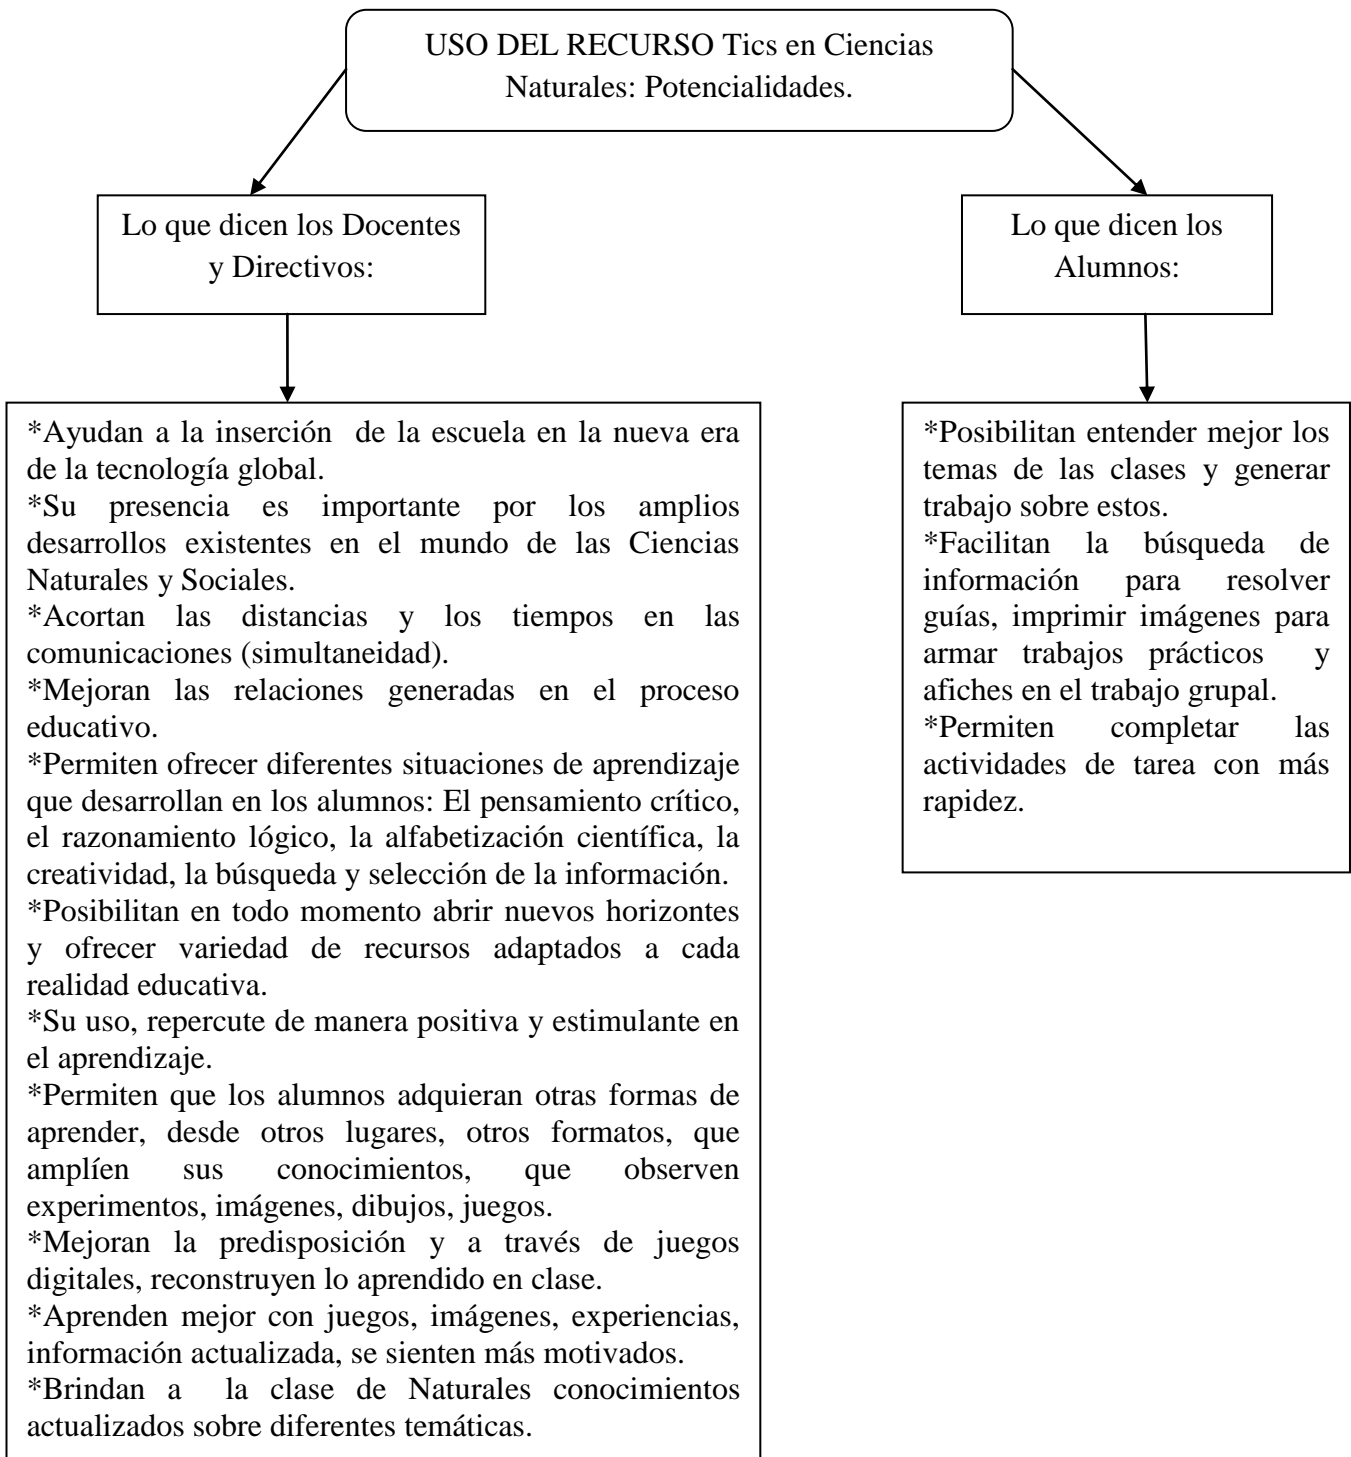 USO DEL RECURSO Tics en Ciencias
Naturales: Potencialidades.
Lo que dicen los Docentes
y Directivos:
Lo que dicen los
Alumnos:
*Ayudan a la inserción de la escuela en la nueva era
de la tecnología global.
*Su presencia es importante por los amplios
desarrollos existentes en el mundo de las Ciencias
Naturales y Sociales.
*Acortan las distancias y los tiempos en las
comunicaciones (simultaneidad).
*Mejoran las relaciones generadas en el proceso
educativo.
*Permiten ofrecer diferentes situaciones de aprendizaje
que desarrollan en los alumnos: El pensamiento crítico,
el razonamiento lógico, la alfabetización científica, la
creatividad, la búsqueda y selección de la información.
*Posibilitan en todo momento abrir nuevos horizontes
y ofrecer variedad de recursos adaptados a cada
realidad educativa.
*Su uso, repercute de manera positiva y estimulante en
el aprendizaje.
*Permiten que los alumnos adquieran otras formas de
aprender, desde otros lugares, otros formatos, que
amplíen sus conocimientos, que observen
experimentos, imágenes, dibujos, juegos.
*Mejoran la predisposición y a través de juegos
digitales, reconstruyen lo aprendido en clase.
*Aprenden mejor con juegos, imágenes, experiencias,
información actualizada, se sienten más motivados.
*Brindan a la clase de Naturales conocimientos
actualizados sobre diferentes temáticas.
*Posibilitan entender mejor los
temas de las clases y generar
trabajo sobre estos.
*Facilitan la búsqueda de
información para resolver
guías, imprimir imágenes para
armar trabajos prácticos y
afiches en el trabajo grupal.
*Permiten completar las
actividades de tarea con más
rapidez.